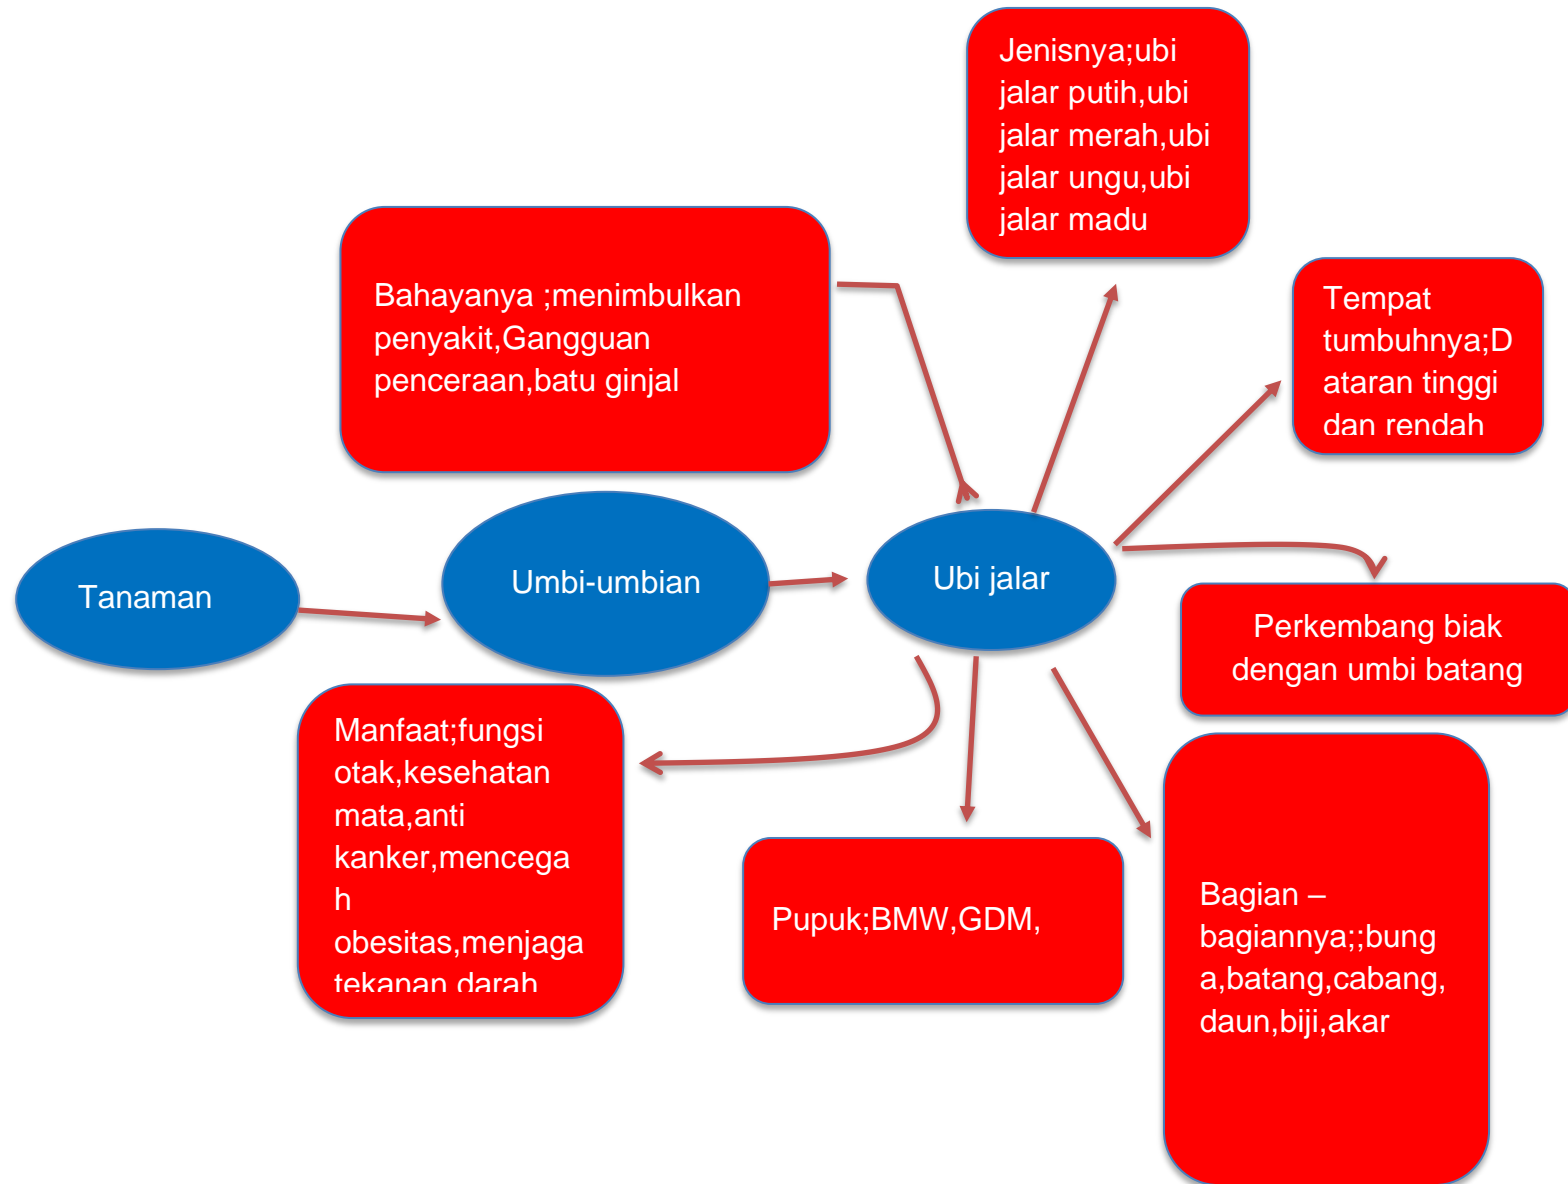 Jenisnya;ubi
jalar putih,ubi
jalar merah,ubi
jalar ungu,ubi
jalar madu
Bahayanya ;menimbulkan
penyakit,Gangguan
penceraan,batu ginjal
Tempat
tumbuhnya;D
ataran tinggi
dan rendah
Tanaman
Umbi-umbian
Ubi jalar
Perkembang biak
dengan umbi batang
Manfaat;fungsi
otak,kesehatan
mata,anti
kanker,mencega
h
obesitas,menjaga
tekanan darah
Pupuk;BMW,GDM,
Bagian –
bagiannya;;bung
a,batang,cabang,
daun,biji,akar